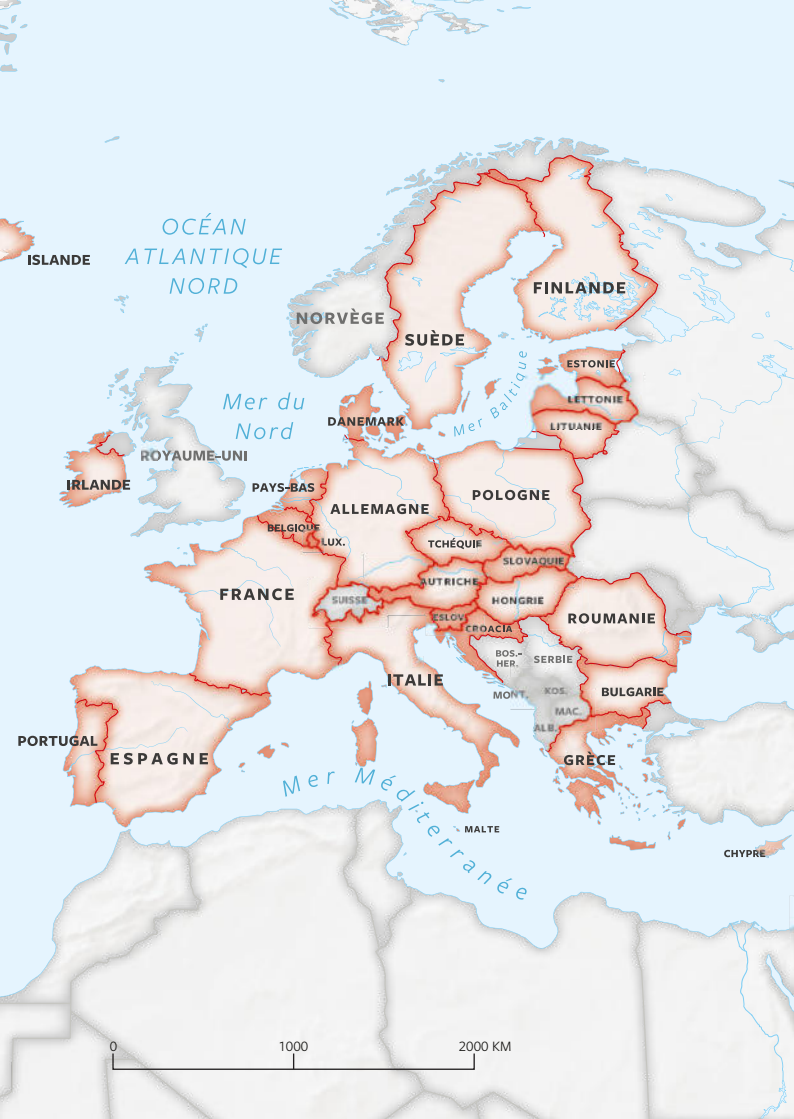 OCÉAN
ATLANTIQUE
NORD
ISLANDE
FINLANDE
NORVÈGE
SUÈDE
ESTONIE
Mer Baltique
LETTONIE
Mer du
Nord
DANEMARK
LITUANIE
ROYAUME-UNI
IRLANDE
PAYS-BAS
POLOGNE
ALLEMAGNE
BELGIQUE
LUX.
TCHÉQUIE
SLOVAQUIE
AUTRICHE
FRANCE
SUISSE
HONGRIE
ROUMANIE
ESLOV.
CROACIA
BOS.-
HER.
SERBIE
ITALIE
MONT.
KOS.
BULGARIE
MAC.
ALB.
PORTUGAL
ESPAGNE
GRÈCE
Mer Méditerranée
MALTE
CHYPRE
0 1000 2000 KM